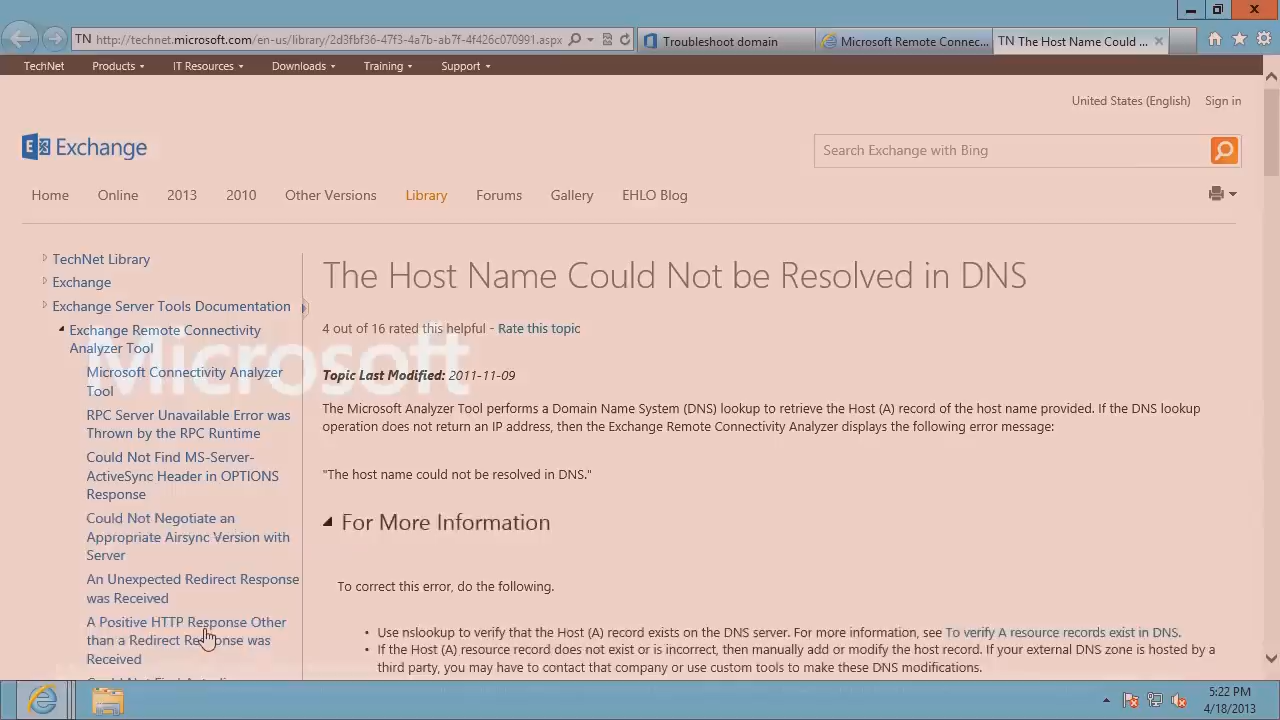 TN http://technet.microsoft.com/en-us/library/2d3fbf36-47f3-4a7b-ab7f-4f426c070991.aspx
Troubleshoot domain
Microsoft Remote Connec...
TN The Host Name Could ...
TechNet Products IT Resources Downloads Training Support
United States (English) Sign in
Exchange
Search Exchange with Bing
Home Online 2013 2010 Other Versions Library Forums Gallery EHLO Blog
TechNet Library
Exchange
Exchange Server Tools Documentation
Exchange Remote Connectivity
Analyzer Tool
Microsoft Connectivity Analyzer
Tool
RPC Server Unavailable Error was
Thrown by the RPC Runtime
Could Not Find MS-Server-
ActiveSync Header in OPTIONS
Response
Could Not Negotiate an
Appropriate Airsync Version with
Server
An Unexpected Redirect Response
was Received
A Positive HTTP Response Other
than a Redirect Response was
Received
The Host Name Could Not be Resolved in DNS
4 out of 16 rated this helpful - Rate this topic
Microsoft
Topic Last Modified: 2011-11-09
The Microsoft Analyzer Tool performs a Domain Name System (DNS) lookup to retrieve the Host (A) record of the host name provided. If the DNS lookup
operation does not return an IP address, then the Exchange Remote Connectivity Analyzer displays the following error message:
"The host name could not be resolved in DNS."
For More Information
To correct this error, do the following.
• Use nslookup to verify that the Host (A) record exists on the DNS server. For more information, see To verify A resource records exist in DNS.
• If the Host (A) resource record does not exist or is incorrect, then manually add or modify the host record. If your external DNS zone is hosted by a
third party, you may have to contact that company or use custom tools to make these DNS modifications.
5:22 PM
4/18/2013